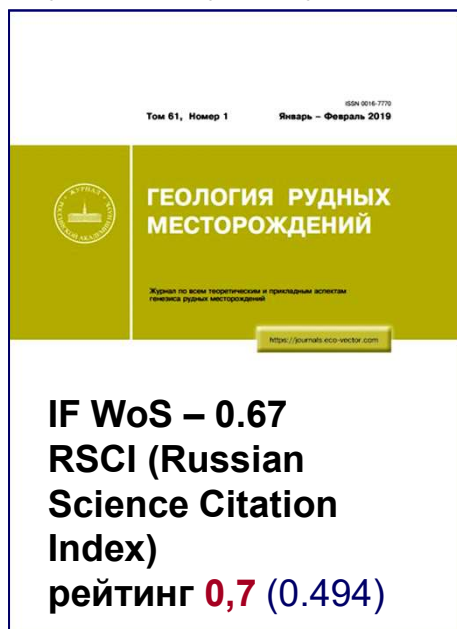 ISSN 0016-7770
Том 61, Номер 1
Январь – Февраль 2019
ГЕОЛОГИЯ РУДНЫХ
МЕСТОРОЖДЕНИЙ
Журнал по всем теоретическим и прикладным аспектам
генезиса рудных месторождений
https://journals.eco-vector.com
IF WoS – 0.67
RSCI (Russian
Science Citation
Index)
рейтинг 0,7 (0.494)